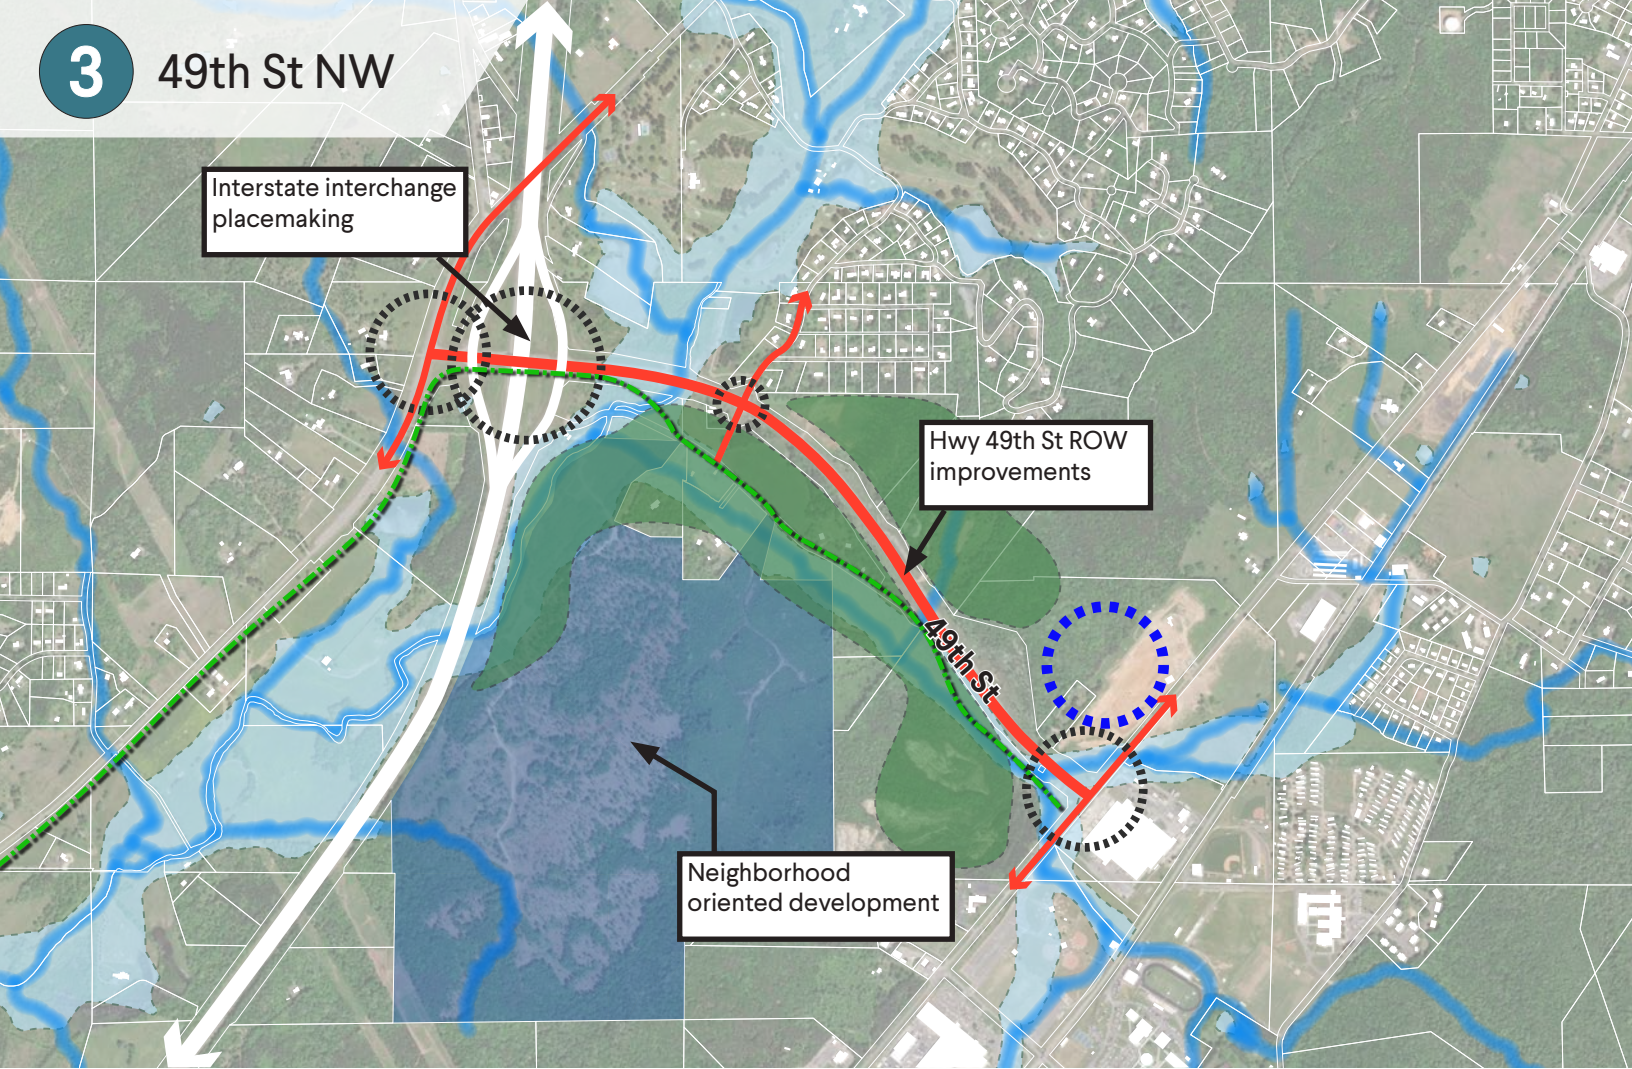 3
49th St NW
Interstate interchange
placemaking
Hwy 49th St ROW
improvements
49th St
Neighborhood
oriented development